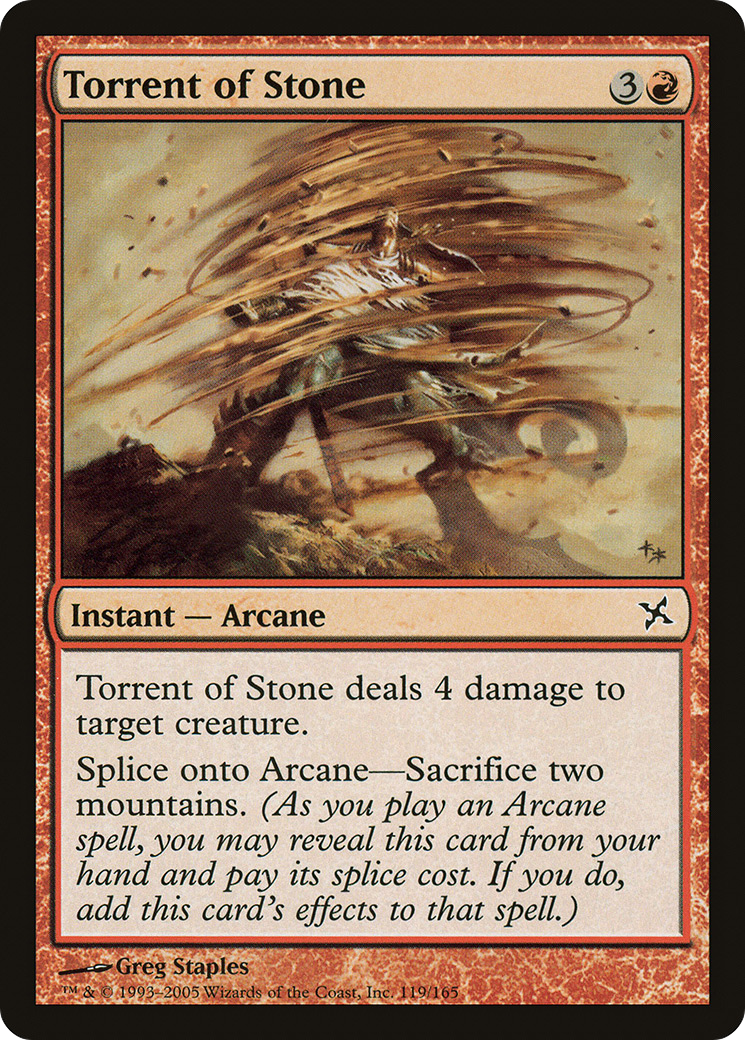 Torrent of Stone 3
Instant — Arcane
Torrent of Stone deals 4 damage to
target creature.
Splice onto Arcane—Sacrifice two
mountains. (As you play an Arcane
spell, you may reveal this card from your
hand and pay its splice cost. If you do,
add this card's effects to that spell.)
Greg Staples
™ & © 1993–2005 Wizards of the Coast, Inc. 119/165